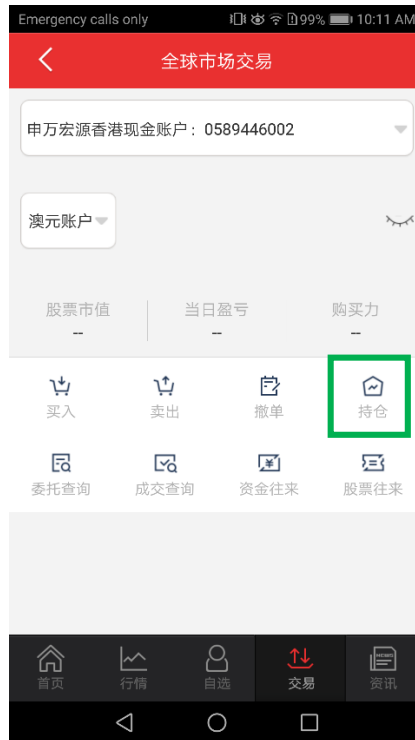 Emergency calls only 99% 10:11 AM
全球市场交易
申万宏源香港现金账户：0589446002
澳元账户
股票市值 当日盈亏 购买力
-- -- --
买入 卖出 撤单 持仓
委托查询 成交查询 资金往来 股票往来
首页 行情 自选 交易 资讯